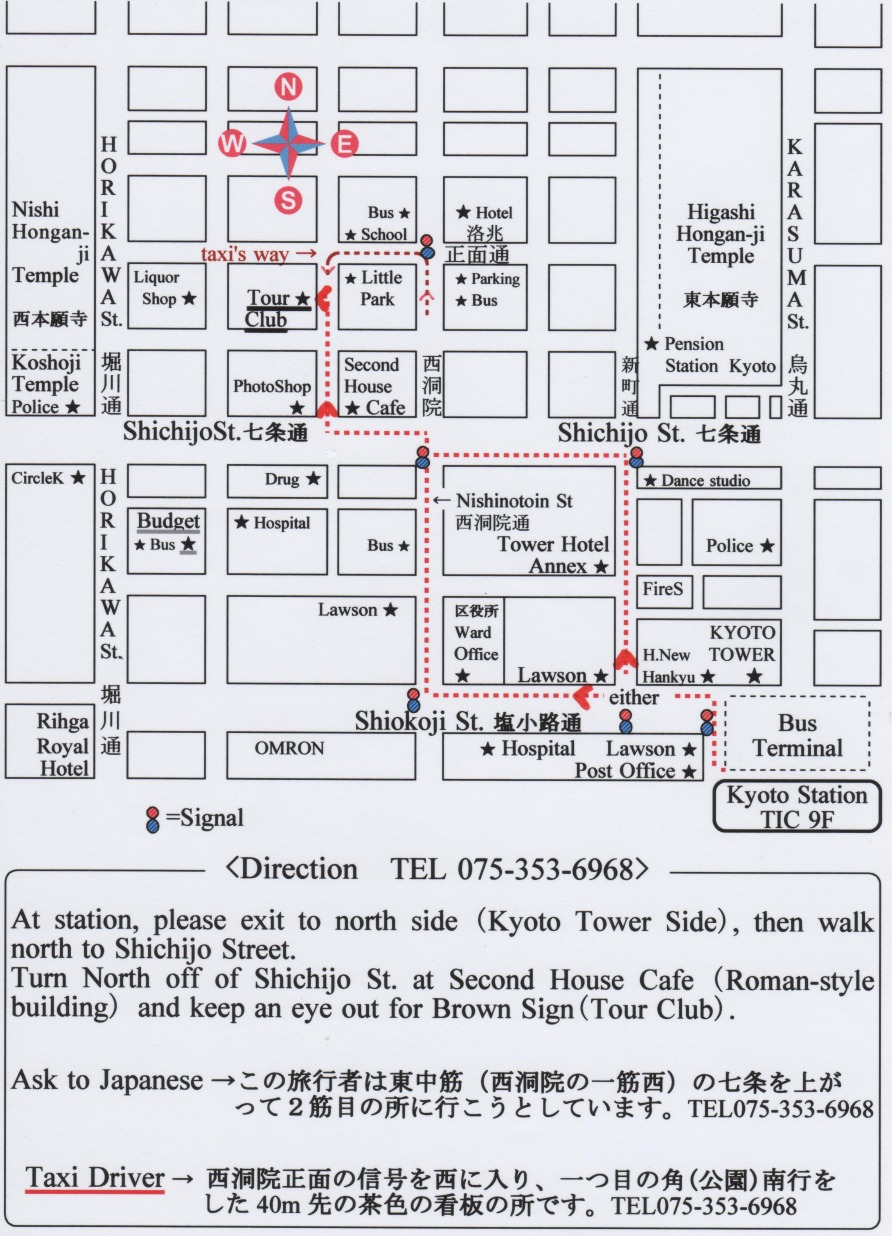 N
W
E
S
HORIKAWA St.
堀川通
KARASUMA St.
烏丸通
Nishi
Hongan-
ji
Temple
西本願寺
Koshoji
Temple
Police ★
Bus ★
★ School
★ Hotel
洛兆
正面通
taxi's way →
Higashi
Hongan-ji
Temple
東本願寺
Liquor
Shop ★
Tour ★
Club
★ Little
Park
★ Parking
★ Bus
★ Pension
Station Kyoto
PhotoShop
★
Second
House
★ Cafe
西洞院
新町通
ShichijoSt.七条通
Shichijo St. 七条通
CircleK ★
HORIKAWA St.
堀川通
Drug ★
★ Dance studio
← Nishinotoin St
西洞院通
Budget
★ Bus ★
★ Hospital
Bus ★
Tower Hotel
Annex ★
Police ★
FireS
Lawson ★
区役所
Ward
Office
★
Lawson ★
KYOTO
TOWER
★
H.New
Hankyu ★
either
Shiokoji St. 塩小路通
Rihga
Royal
Hotel
OMRON
★ Hospital
Lawson ★
Post Office ★
Bus
Terminal
Kyoto Station
TIC 9F
=Signal
〈Direction TEL 075-353-6968〉
At station, please exit to north side (Kyoto Tower Side), then walk
north to Shichijo Street.
Turn North off of Shichijo St. at Second House Cafe (Roman-style
building) and keep an eye out for Brown Sign(Tour Club).
Ask to Japanese →この旅行者は東中筋（西洞院の一筋西）の七条を上が
って２筋目の所に行こうとしています。TEL075-353-6968
Taxi Driver → 西洞院正面の信号を西に入り、一つ目の角(公園)南行を
した 40m 先の茶色の看板の所です。TEL075-353-6968